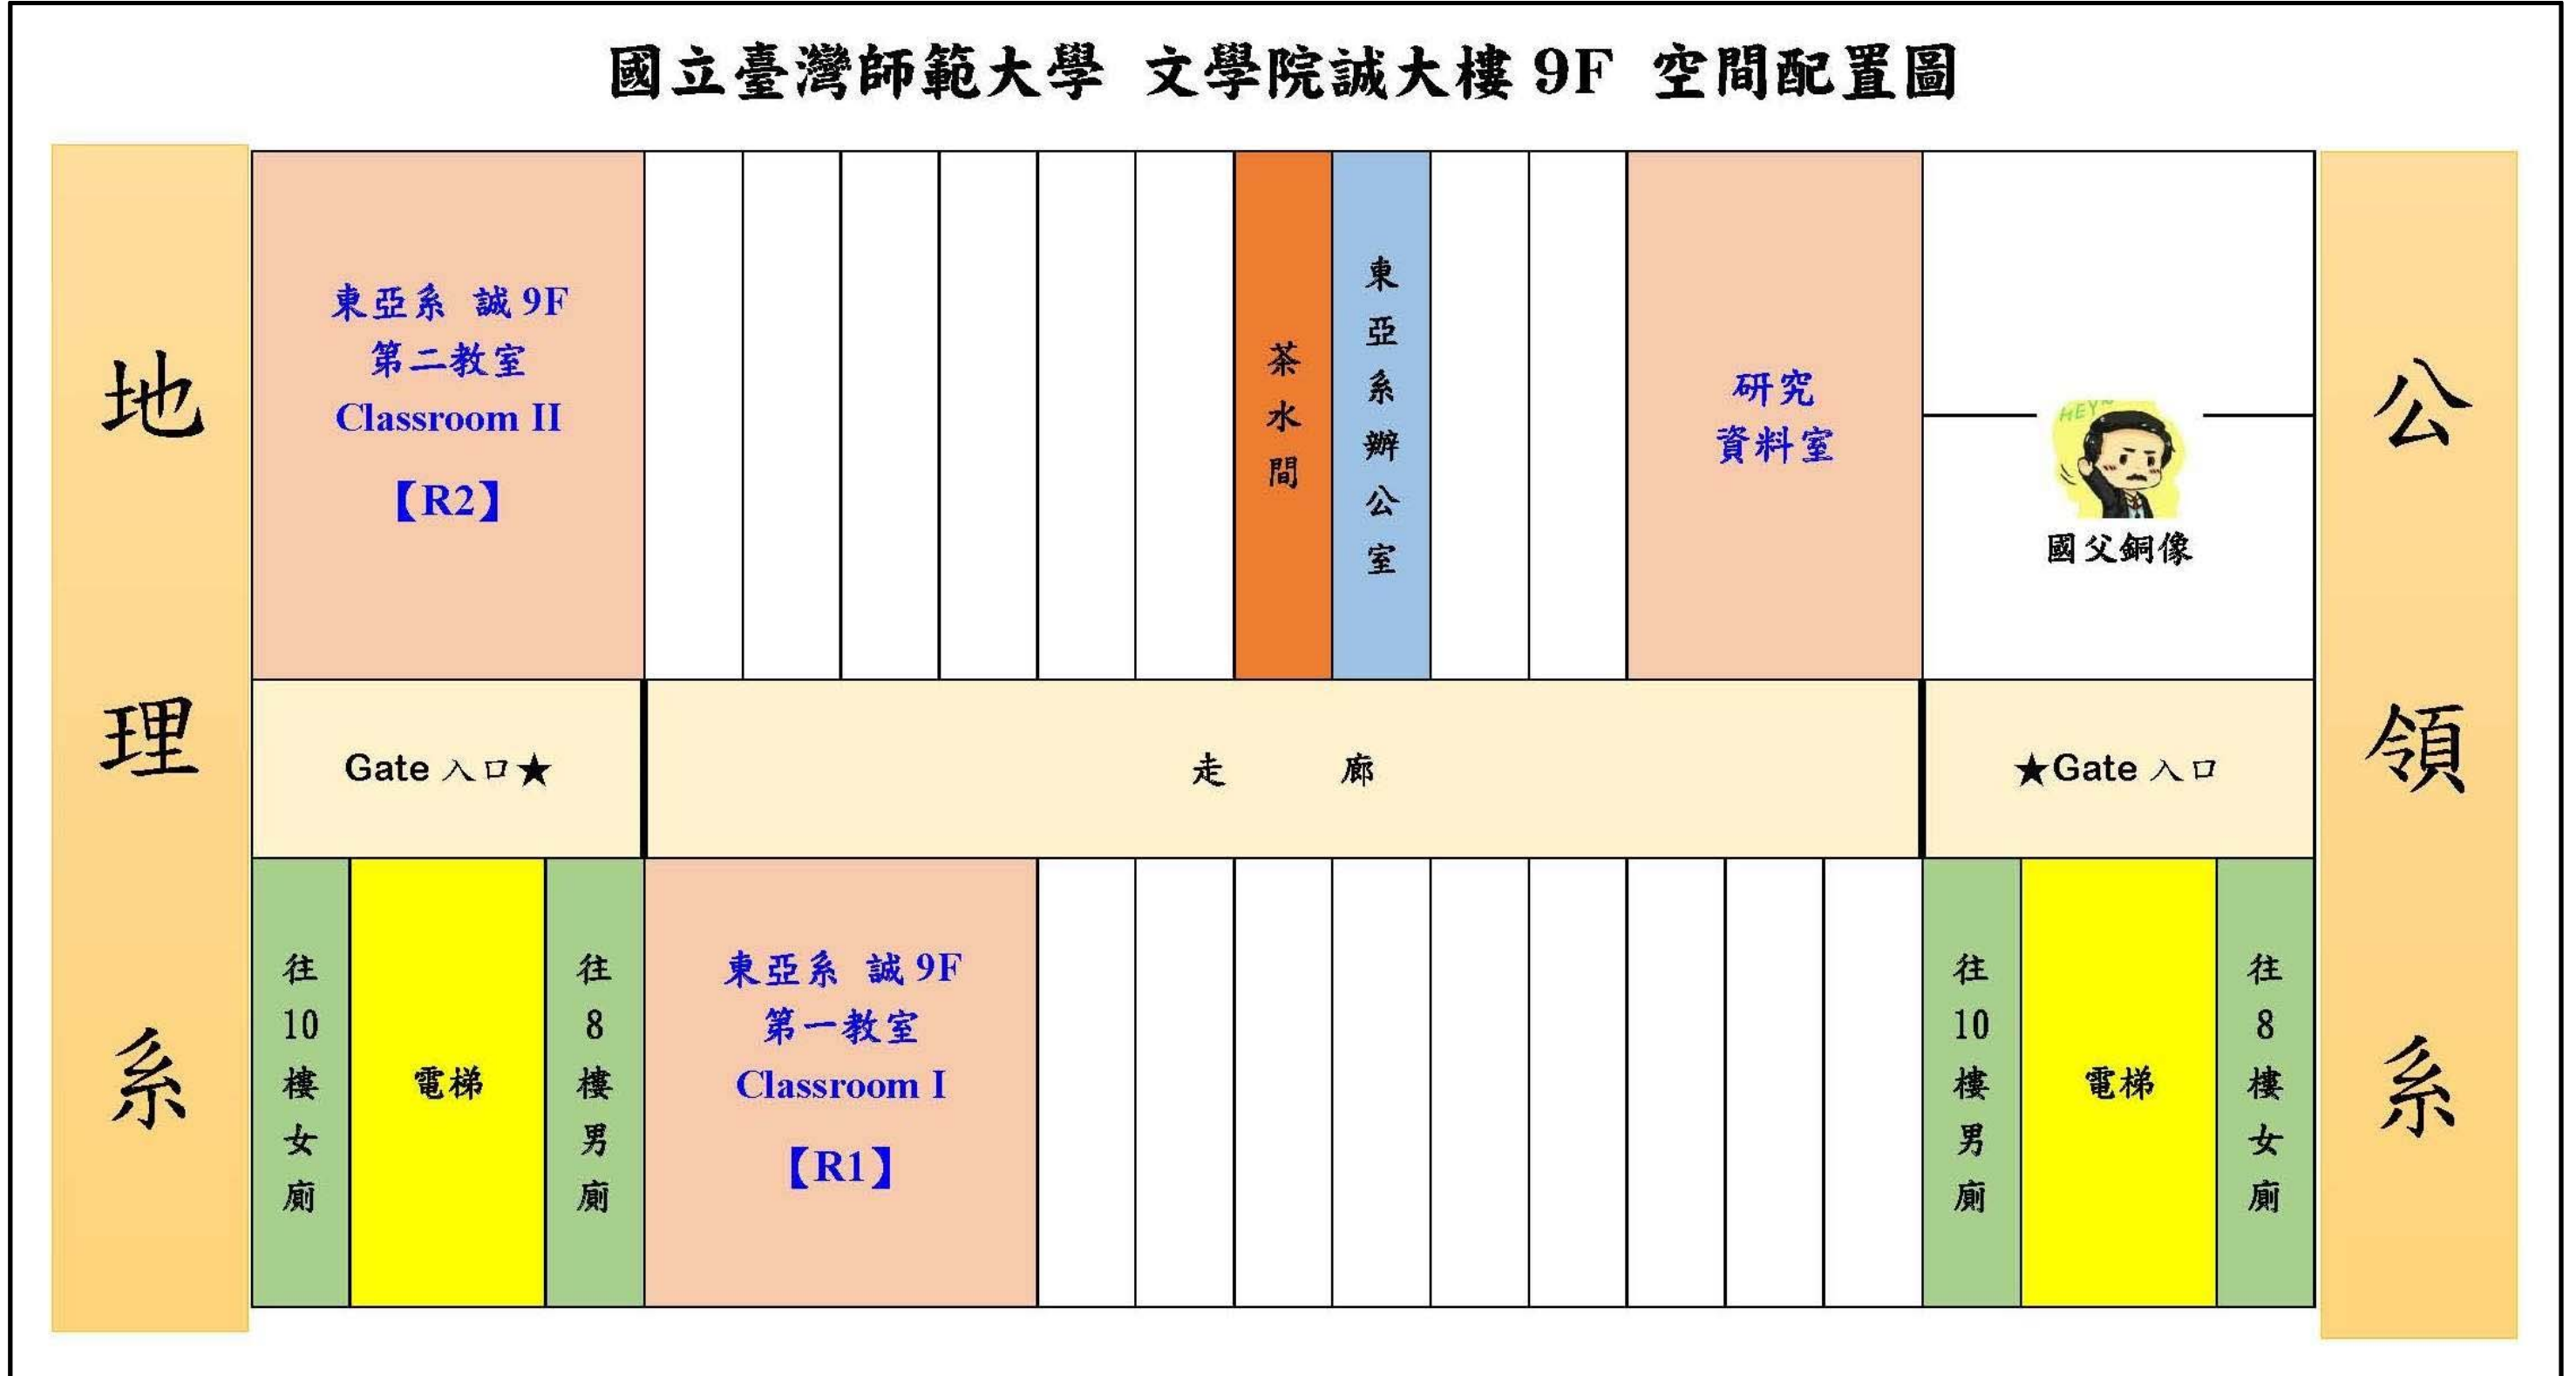 國立臺灣師範大學 文學院誠大樓 9F 空間配置圖
地理系
東亞系 誠 9F
第二教室
Classroom II
【R2】
茶水間
東亞系辦公室
研究
資料室
HEY~
國父銅像
公領系
Gate 入口★
走 廊
★Gate 入口
往10樓女廁
電梯
往8樓男廁
東亞系 誠 9F
第一教室
Classroom I
【R1】
往10樓男廁
電梯
往8樓女廁